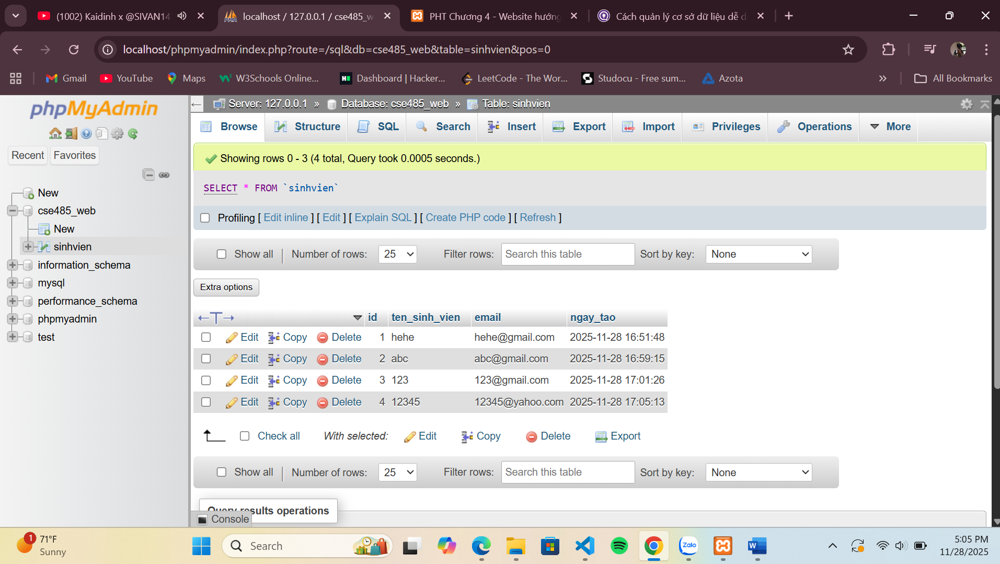 (1002) Kaidinh x @SIVAN14
localhost / 127.0.0.1 / cse485_w
PHT Chương 4 - Website hướng
Cách quản lý cơ sở dữ liệu dễ d
localhost/phpmyadmin/index.php?route=/sql&db=cse485_web&table=sinhvien&pos=0
Gmail YouTube Maps W3Schools Online... Dashboard | Hacker... LeetCode - The Wor... Studocu - Free sum... Azota » All Bookmarks
phpMyAdmin
Recent Favorites
New
cse485_web
New
sinhvien
information_schema
mysql
performance_schema
phpmyadmin
test
Server: 127.0.0.1 » Database: cse485_web » Table: sinhvien
Browse Structure SQL Search Insert Export Import Privileges Operations More
Showing rows 0 - 3 (4 total, Query took 0.0005 seconds.)
SELECT * FROM `sinhvien`
Profiling [ Edit inline ] [ Edit ] [ Explain SQL ] [ Create PHP code ] [ Refresh ]
Show all | Number of rows: 25 Filter rows: Search this table Sort by key: None
Extra options
id ten_sinh_vien email ngay_tao
Edit Copy Delete 1 hehe hehe@gmail.com 2025-11-28 16:51:48
Edit Copy Delete 2 abc abc@gmail.com 2025-11-28 16:59:15
Edit Copy Delete 3 123 123@gmail.com 2025-11-28 17:01:26
Edit Copy Delete 4 12345 12345@yahoo.com 2025-11-28 17:05:13
Check all With selected: Edit Copy Delete Export
Show all | Number of rows: 25 Filter rows: Search this table Sort by key: None
Query results operations
Console
1
71°F
Sunny
Search
Zalo
5:05 PM
11/28/2025